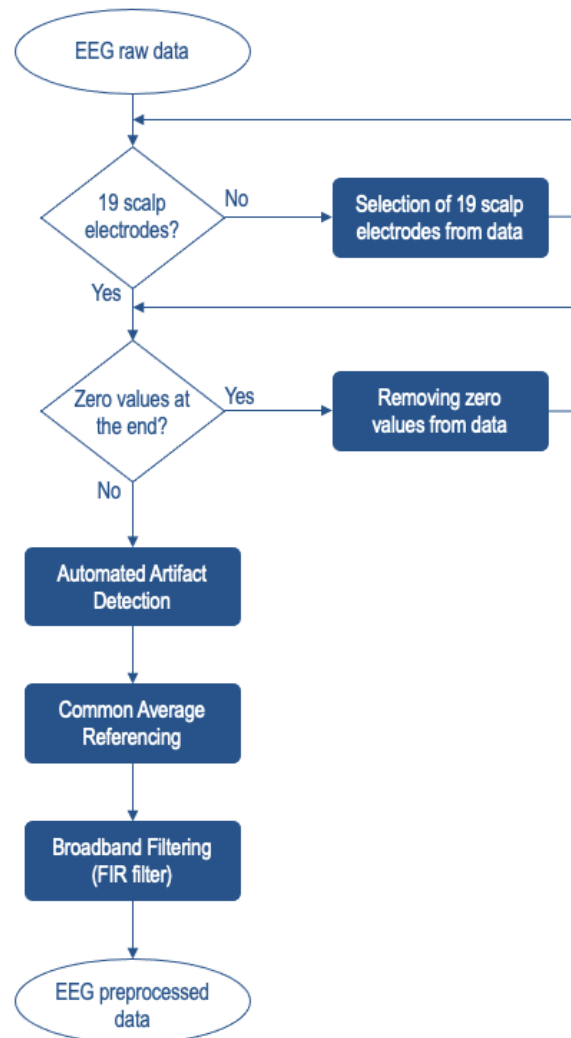 EEG raw data
19 scalp
electrodes?
No
Selection of 19 scalp
electrodes from data
Yes
Zero values at
the end?
Yes
Removing zero
values from data
No
Automated Artifact
Detection
Common Average
Referencing
Broadband Filtering
(FIR filter)
EEG preprocessed
data